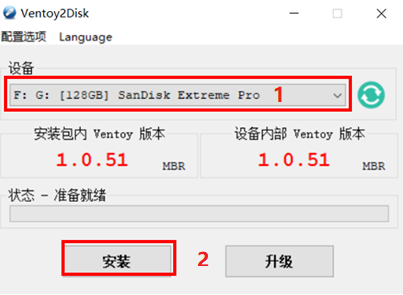 Ventoy2Disk
配置选项 Language
设备
F: G: [128GB] SanDisk Extreme Pro 1
安装包内 Ventoy 版本
1.0.51 MBR
设备内部 Ventoy 版本
1.0.51 MBR
状态 - 准备就绪
安装 2 升级